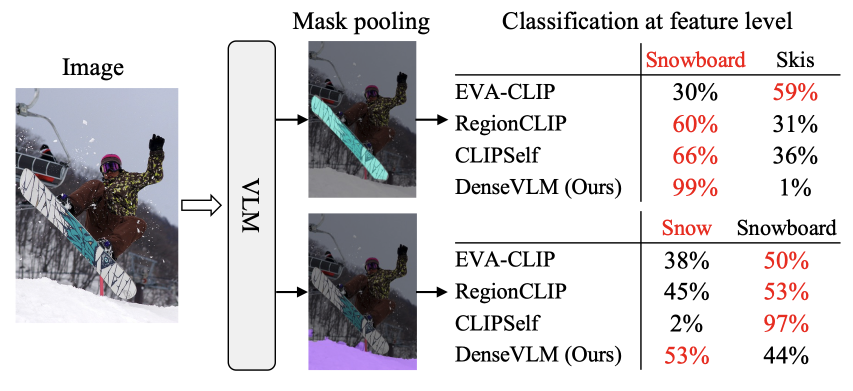 Mask pooling Classification at feature level
Image
VLM
Snowboard Skis
EVA-CLIP 30% 59%
RegionCLIP 60% 31%
CLIPSelf 66% 36%
DenseVLM (Ours) 99% 1%
Snow Snowboard
EVA-CLIP 38% 50%
RegionCLIP 45% 53%
CLIPSelf 2% 97%
DenseVLM (Ours) 53% 44%